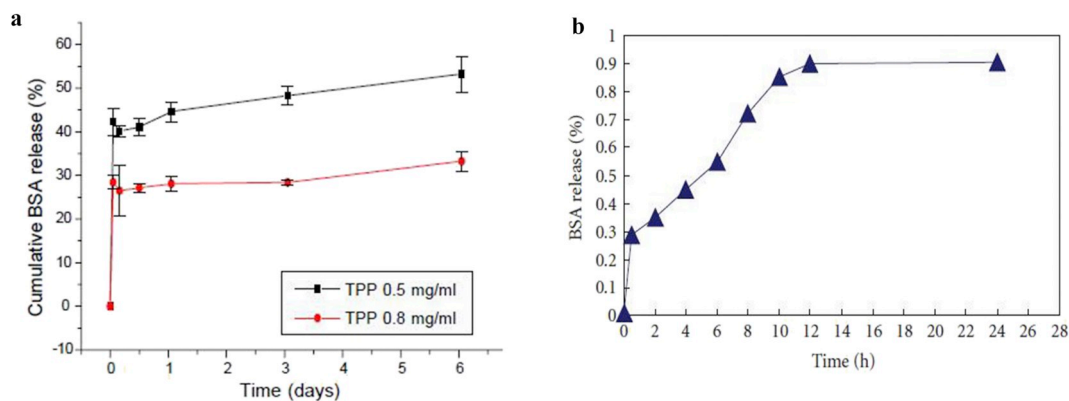 a
Cumulative BSA release (%)
60
50
40
30
20
10
0
-10
TPP 0.5 mg/ml
TPP 0.8 mg/ml
0 1 2 3 4 5 6
Time (days)
b
BSA release (%)
1
0.9
0.8
0.7
0.6
0.5
0.4
0.3
0.2
0.1
0
0 2 4 6 8 10 12 14 16 18 20 22 24 26 28
Time (h)